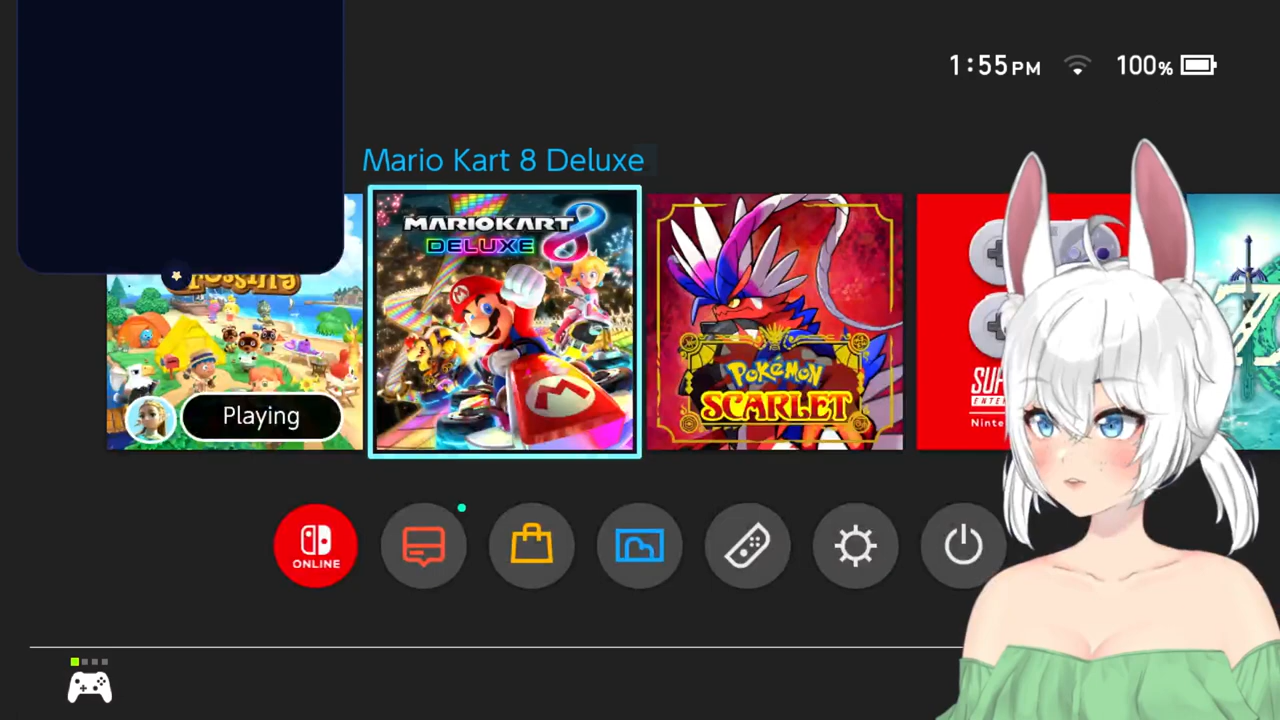 1:55PM
100%
Mario Kart 8 Deluxe
MARIOKART 8
DELUXE
Pokémon
SCARLET
Playing
ONLINE